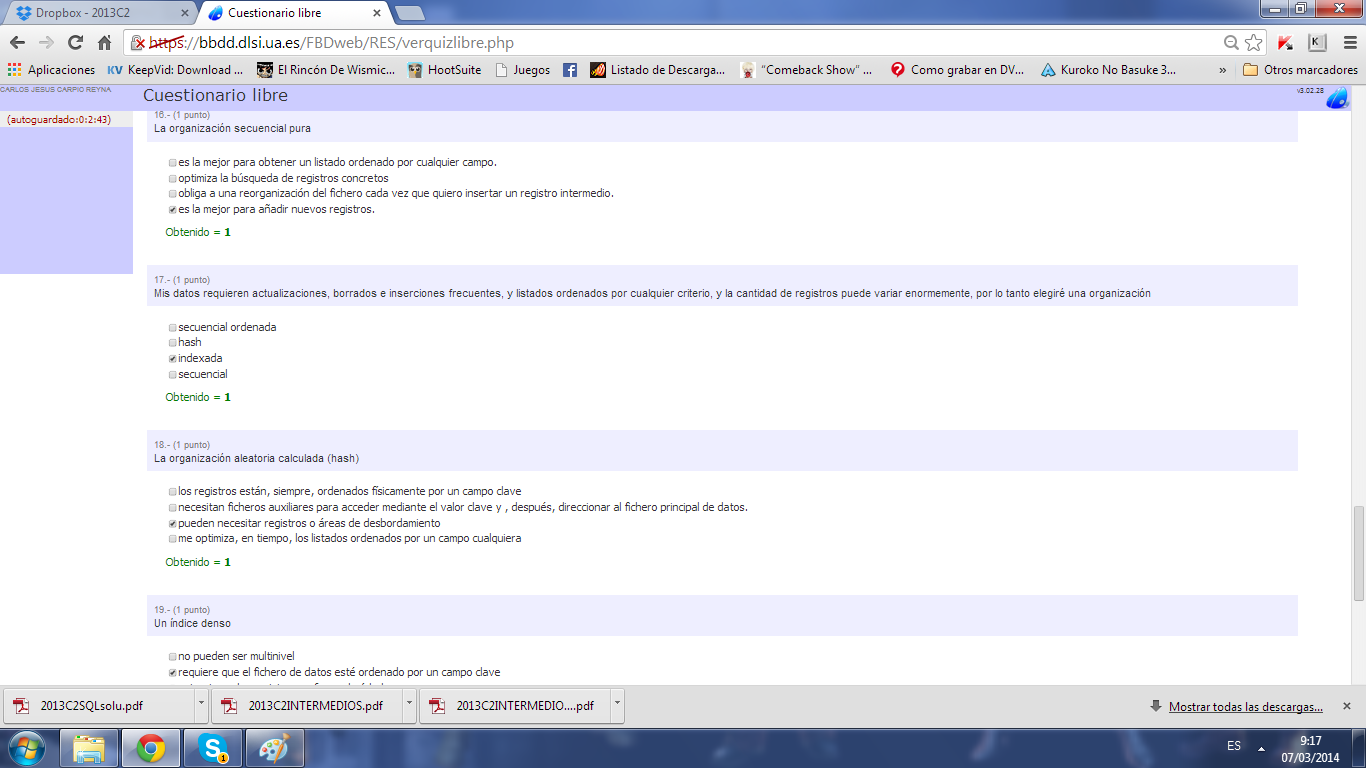 Dropbox - 2013C2
Cuestionario libre
https://bbdd.dlsi.ua.es/FBDweb/RES/verquizlibre.php
Aplicaciones
KV KeepVid: Download ...
El Rincón De Wismic...
HootSuite
Juegos
Listado de Descarga...
"Comeback Show" ...
Como grabar en DV...
Kuroko No Basuke 3...
»
Otros marcadores
CARLOS JESUS CARPIO REYNA
Cuestionario libre
v3.02.28
(autoguardado:0:2:43)
16.- (1 punto)
La organización secuencial pura
es la mejor para obtener un listado ordenado por cualquier campo.
optimiza la búsqueda de registros concretos
obliga a una reorganización del fichero cada vez que quiero insertar un registro intermedio.
es la mejor para añadir nuevos registros.
Obtenido = 1
17.- (1 punto)
Mis datos requieren actualizaciones, borrados e inserciones frecuentes, y listados ordenados por cualquier criterio, y la cantidad de registros puede variar enormemente, por lo tanto elegiré una organización
secuencial ordenada
hash
indexada
secuencial
Obtenido = 1
18.- (1 punto)
La organización aleatoria calculada (hash)
los registros están, siempre, ordenados físicamente por un campo clave
necesitan ficheros auxiliares para acceder mediante el valor clave y , después, direccionar al fichero principal de datos.
pueden necesitar registros o áreas de desbordamiento
me optimiza, en tiempo, los listados ordenados por un campo cualquiera
Obtenido = 1
19.- (1 punto)
Un índice denso
no pueden ser multinivel
requiere que el fichero de datos esté ordenado por un campo clave
2013C2SQLsolu.pdf
2013C2INTERMEDIOS.pdf
2013C2INTERMEDIO....pdf
Mostrar todas las descargas...
ES
9:17
07/03/2014